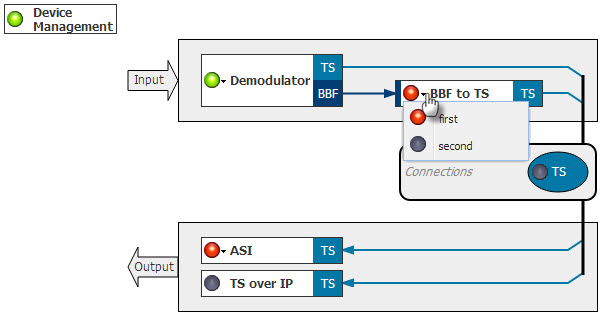 Device
Management
Input
Demodulator
TS
BBF
BBF to TS
TS
first
second
Connections
TS
Output
ASI
TS
TS over IP
TS